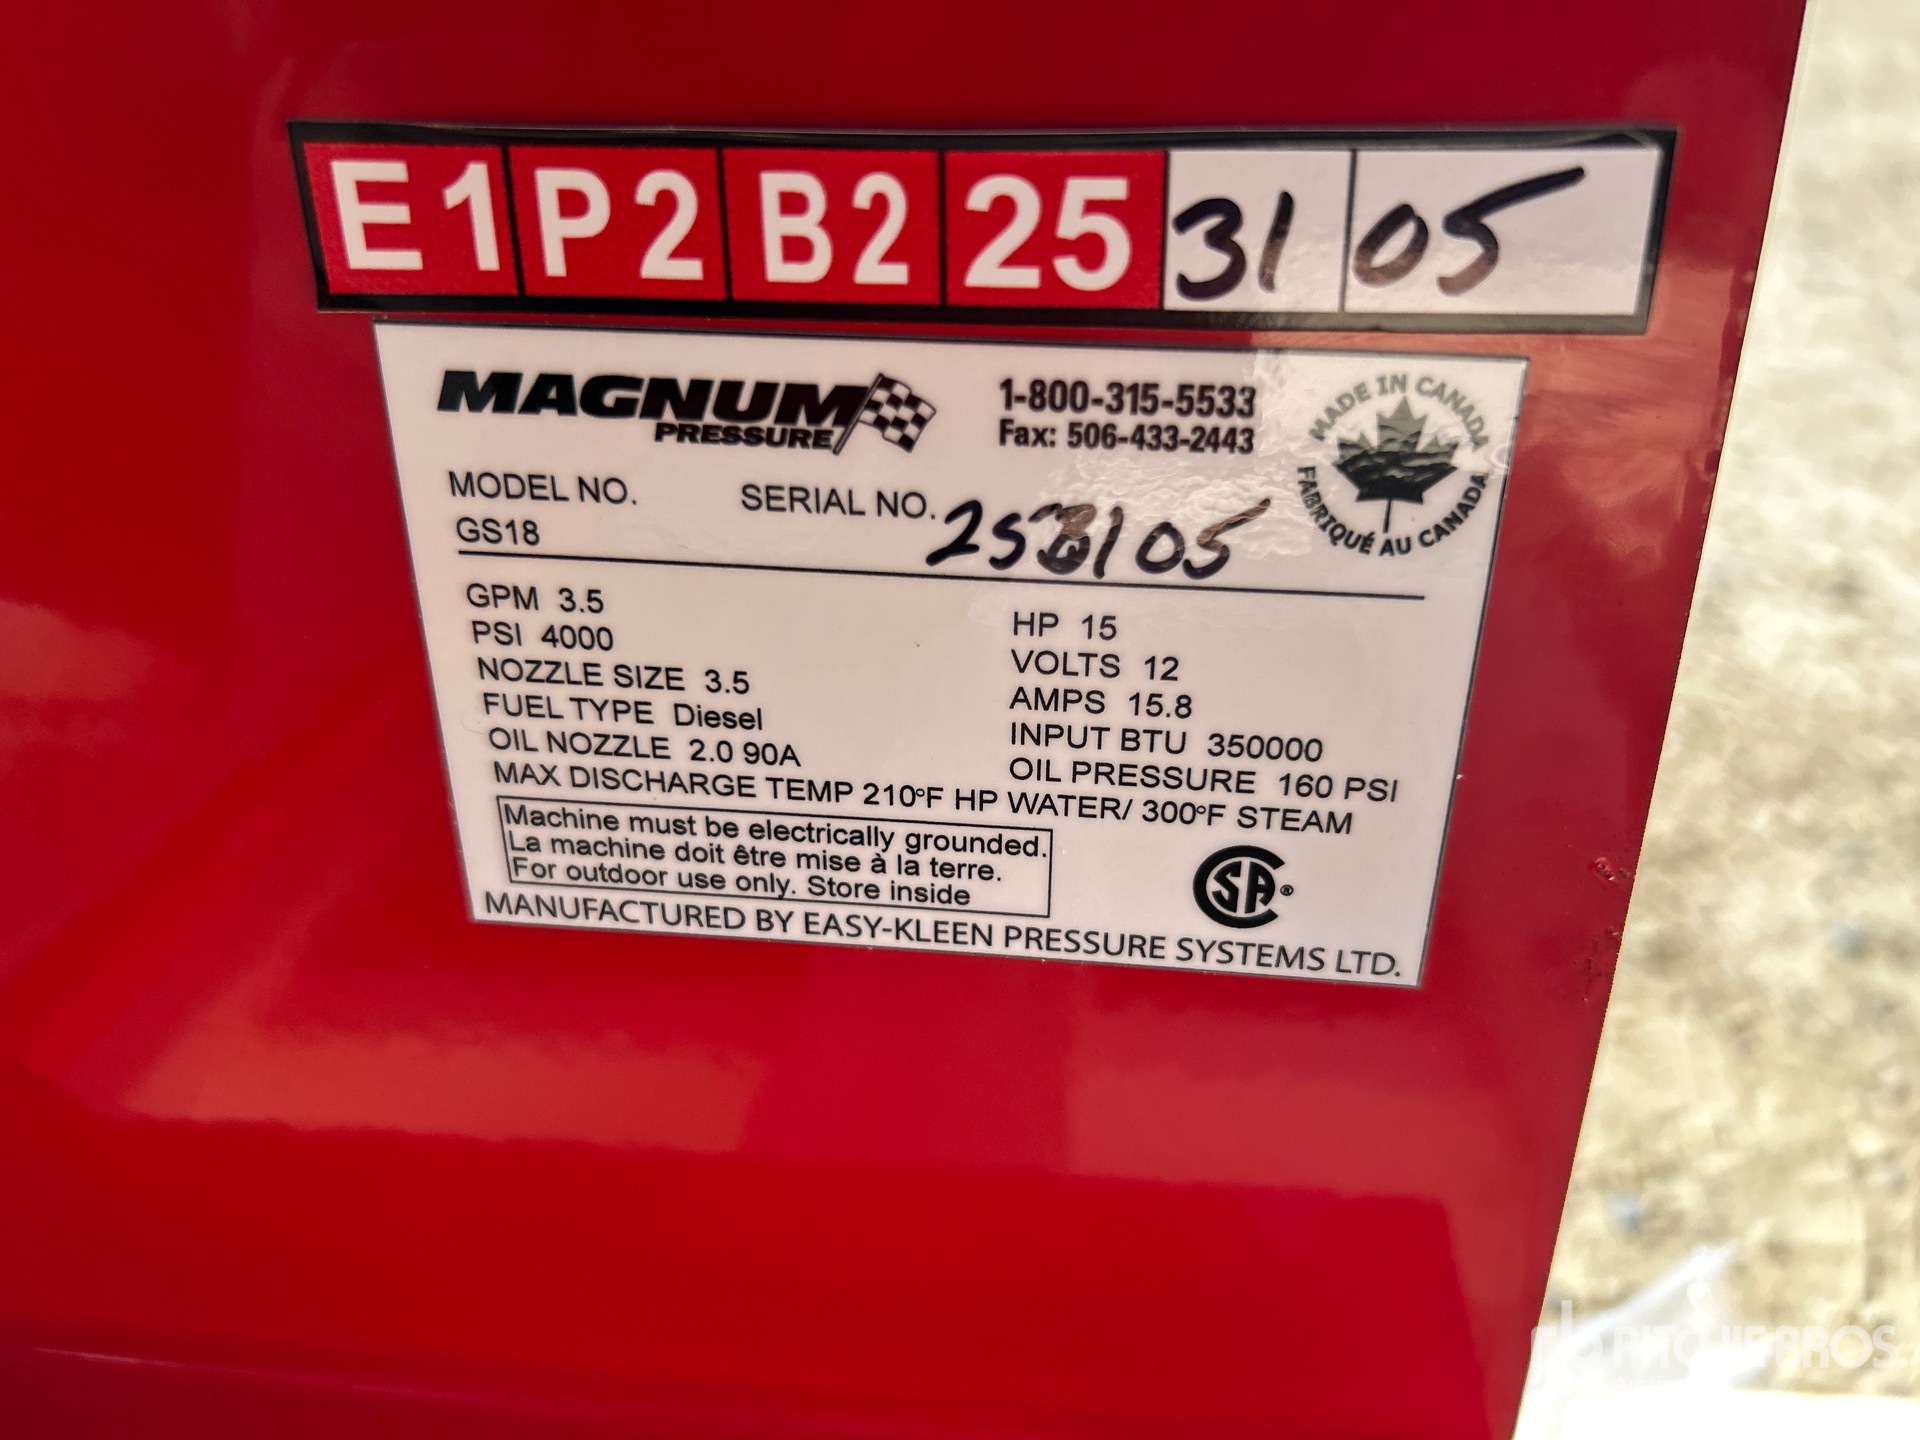 E1 P2 B2 25 31 05
MAGNUM
PRESSURE
1-800-315-5533
Fax: 506-433-2443
MADE IN CANADA
FABRIQUÉ AU CANADA
MODEL NO.
GS18
SERIAL NO. 253105
GPM 3.5
PSI 4000
NOZZLE SIZE 3.5
FUEL TYPE Diesel
OIL NOZZLE 2.0 90A
HP 15
VOLTS 12
AMPS 15.8
INPUT BTU 350000
OIL PRESSURE 160 PSI
MAX DISCHARGE TEMP 210°F HP WATER/ 300°F STEAM
Machine must be electrically grounded.
La machine doit être mise à la terre.
For outdoor use only. Store inside
CSA®
MANUFACTURED BY EASY-KLEEN PRESSURE SYSTEMS LTD.
rb RITCHIE BROS.